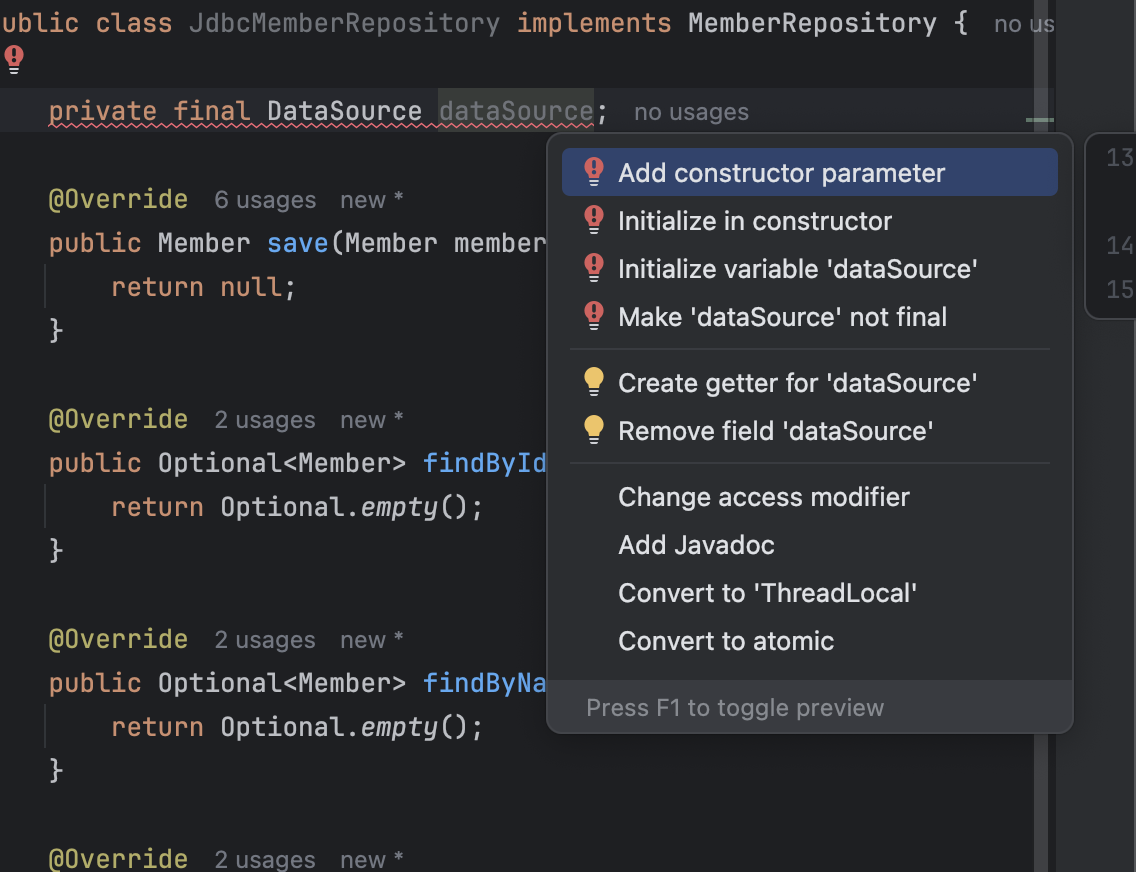 ublic class JdbcMemberRepository implements MemberRepository { no us
private final DataSource dataSource; no usages
@Override 6 usages new *
public Member save(Member member
return null;
}
@Override 2 usages new *
public Optional<Member> findById
return Optional.empty();
}
@Override 2 usages new *
public Optional<Member> findByNa
return Optional.empty();
}
@Override 2 usages new *
Add constructor parameter
Initialize in constructor
Initialize variable 'dataSource'
Make 'dataSource' not final
Create getter for 'dataSource'
Remove field 'dataSource'
Change access modifier
Add Javadoc
Convert to 'ThreadLocal'
Convert to atomic
Press F1 to toggle preview
13
14
15